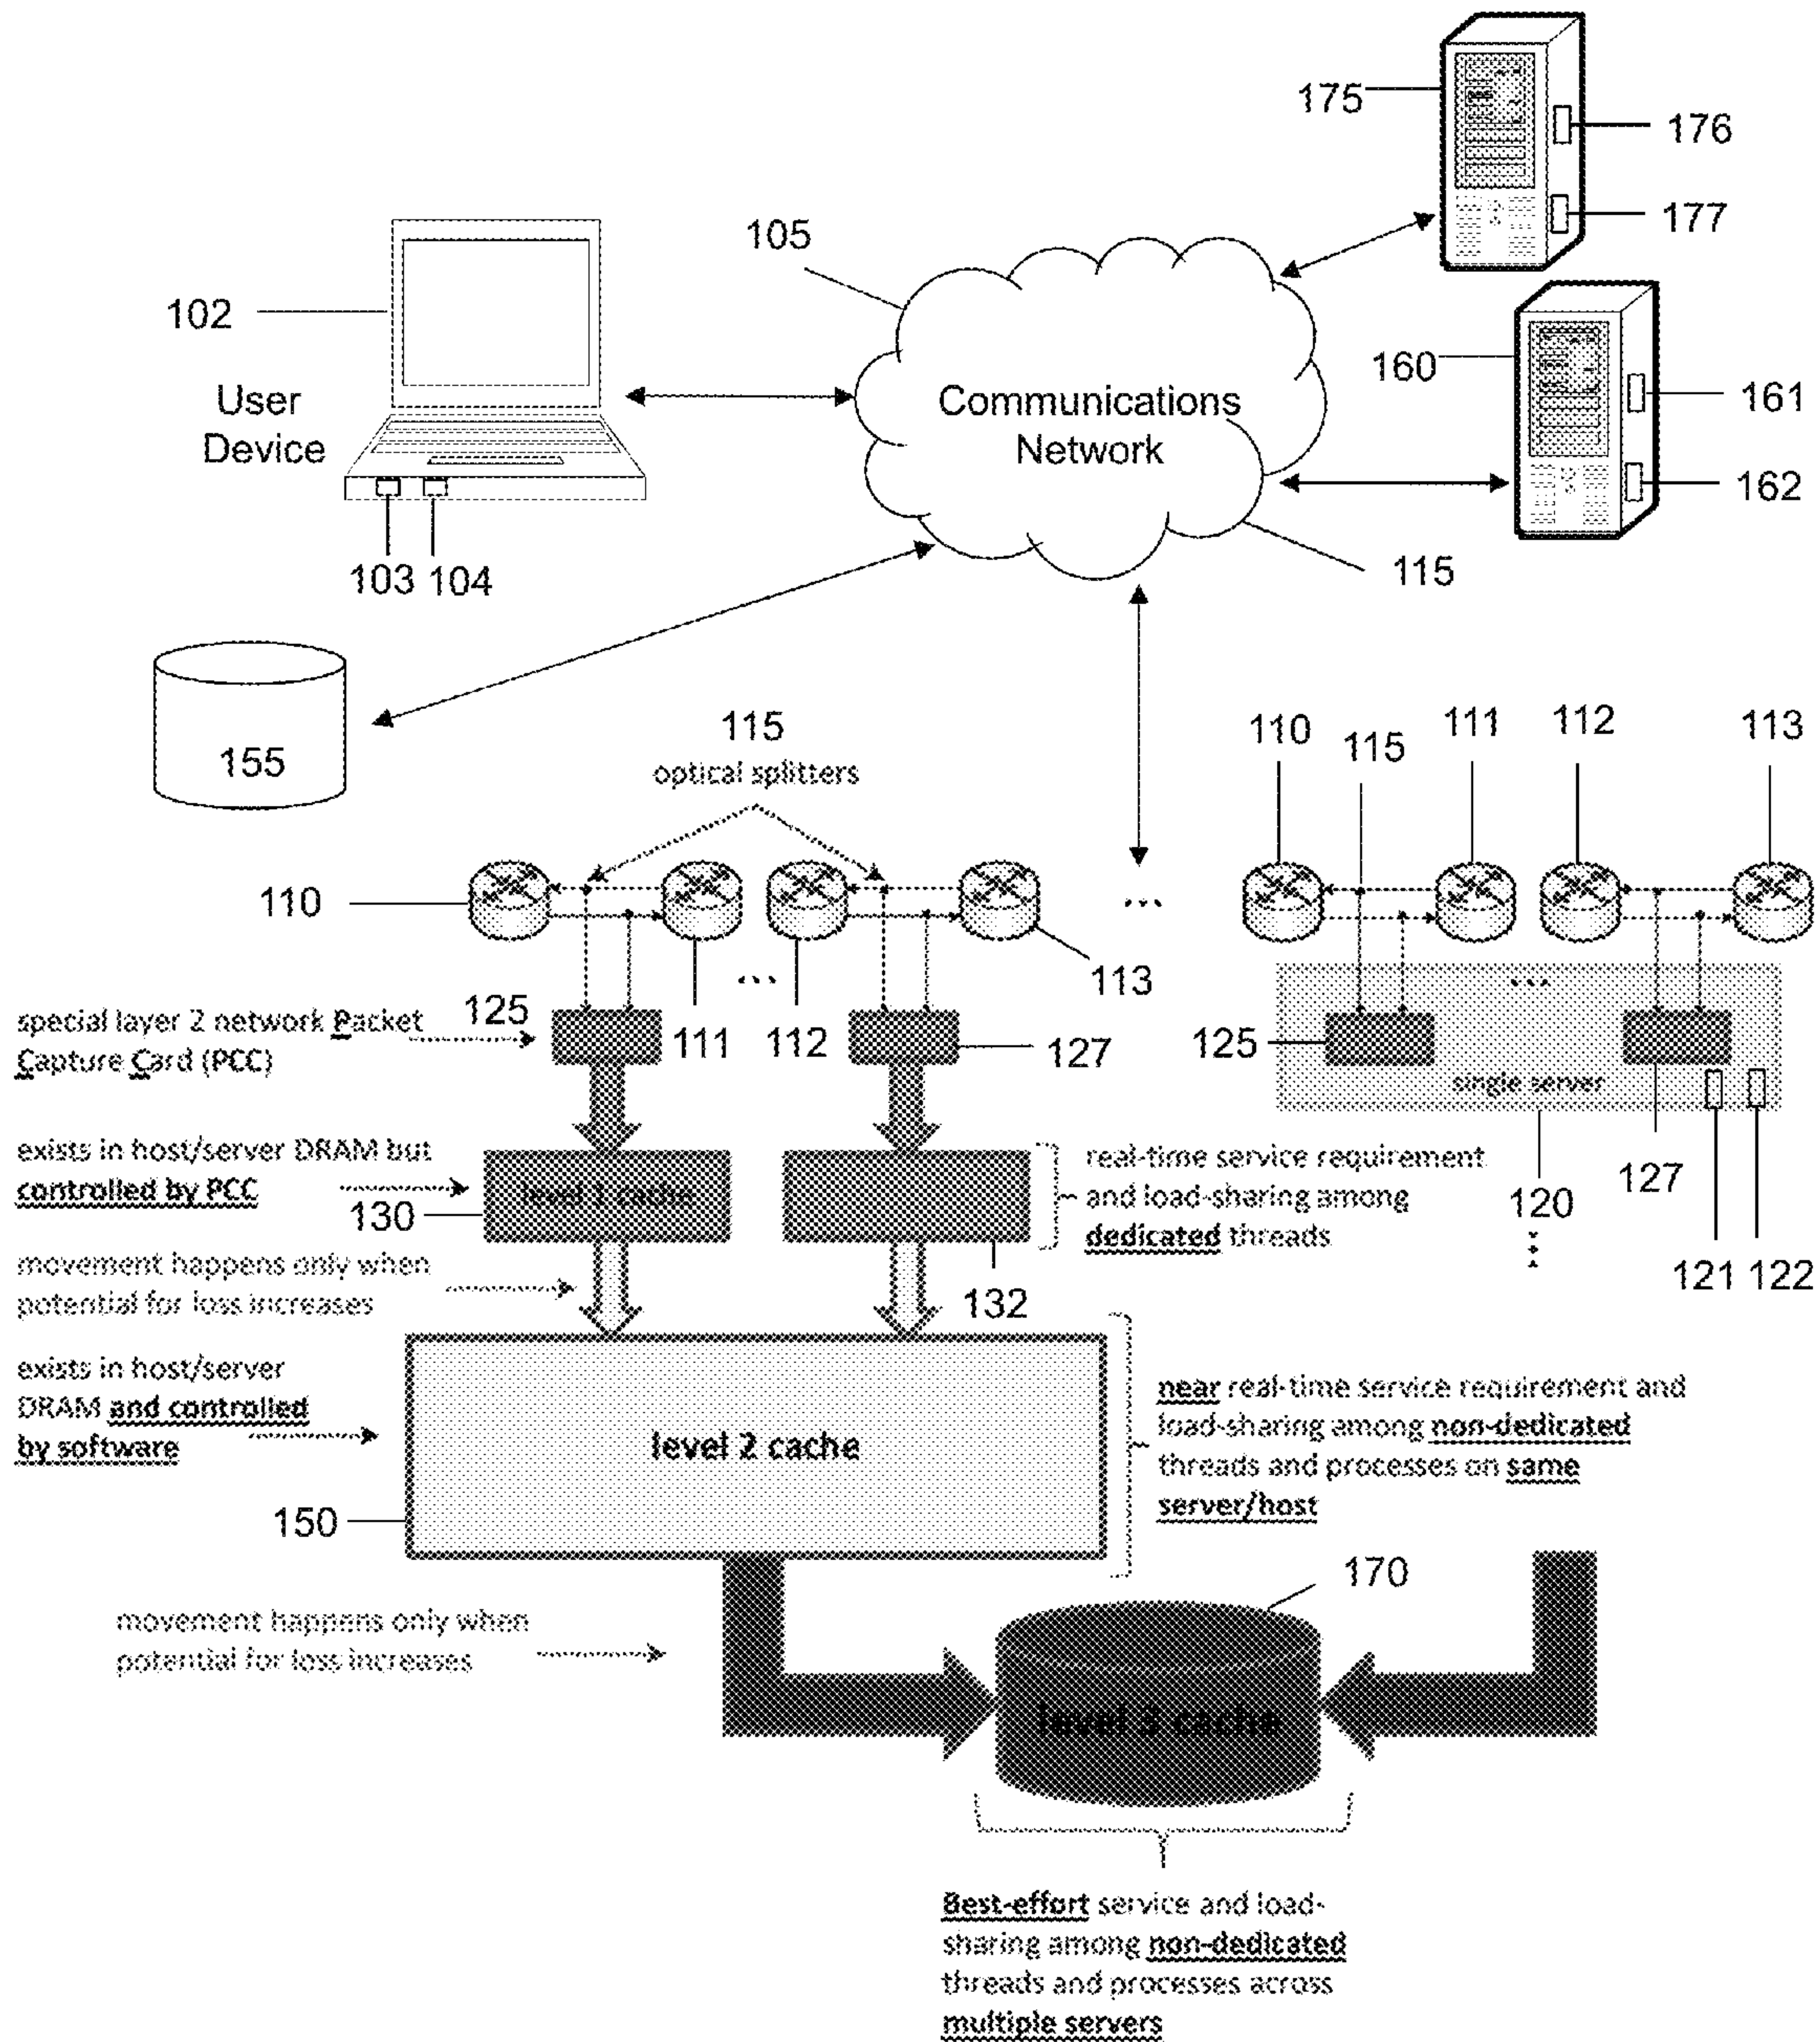 175
176
177
105
102
160
161
162
User
Device
Communications
Network
103 104
115
155
115
optical splitters
110
115
111
112
113
110
...
113
...
...
special layer 2 network Packet
Capture Card (PCC)
125
111
112
127
125
single server
exists in host/server DRAM but
controlled by PCC
130
level 1 cache
real-time service requirement
and load-sharing among
dedicated threads
120
127
121
122
movement happens only when
potential for loss increases
132
exists in host/server
DRAM and controlled
by software
level 2 cache
near real-time service requirement and
load-sharing among non-dedicated
threads and processes on same
server/host
150
170
movement happens only when
potential for loss increases
level 3 cache
Best-effort service and load-
sharing among non-dedicated
threads and processes across
multiple servers